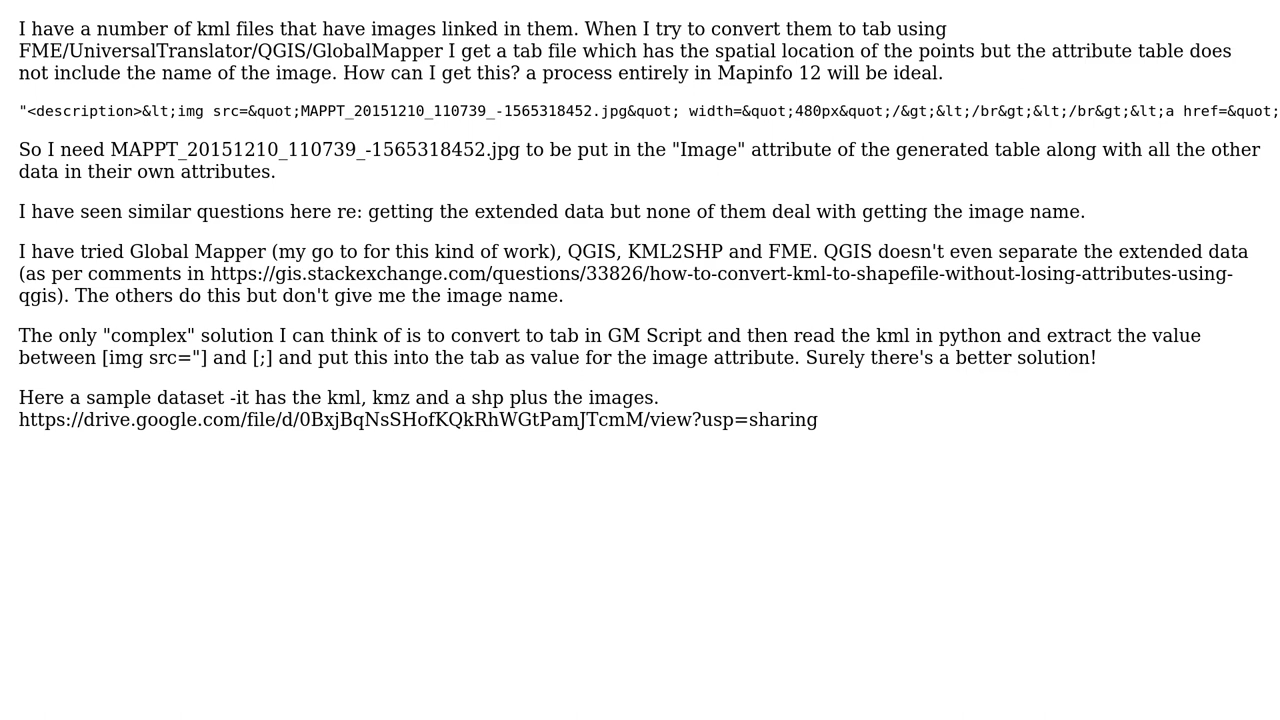 I have a number of kml files that have images linked in them. When I try to convert them to tab using
FME/UniversalTranslator/QGIS/GlobalMapper I get a tab file which has the spatial location of the points but the attribute table does
not include the name of the image. How can I get this? a process entirely in Mapinfo 12 will be ideal.
"<description>&lt;img src=&quot;MAPPT_20151210_110739_-1565318452.jpg&quot; width=&quot;480px&quot;/&gt;&lt;/br&gt;&lt;/br&gt;&lt;a href=&quot;
So I need MAPPT_20151210_110739_-1565318452.jpg to be put in the "Image" attribute of the generated table along with all the other
data in their own attributes.
I have seen similar questions here re: getting the extended data but none of them deal with getting the image name.
I have tried Global Mapper (my go to for this kind of work), QGIS, KML2SHP and FME. QGIS doesn't even separate the extended data
(as per comments in https://gis.stackexchange.com/questions/33826/how-to-convert-kml-to-shapefile-without-losing-attributes-using-
qgis). The others do this but don't give me the image name.
The only "complex" solution I can think of is to convert to tab in GM Script and then read the kml in python and extract the value
between [img src="] and [;] and put this into the tab as value for the image attribute. Surely there's a better solution!
Here a sample dataset -it has the kml, kmz and a shp plus the images.
https://drive.google.com/file/d/0BxjBqNsSHofKQkRhWGtPamJTcmM/view?usp=sharing